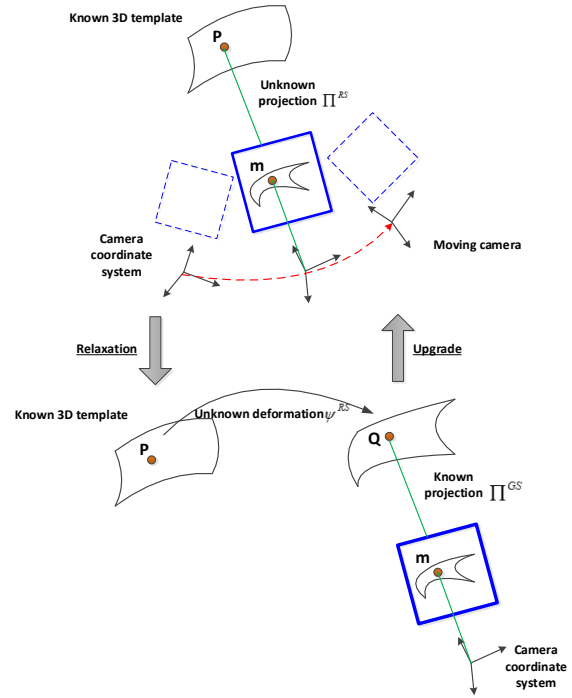 Known 3D template
P
Unknown
projection Π^RS
m
Camera
coordinate
system
Moving camera
Relaxation
Upgrade
Known 3D template
Unknown deformation ψ^RS
P
Q
Known
projection Π^GS
m
Camera
coordinate
system